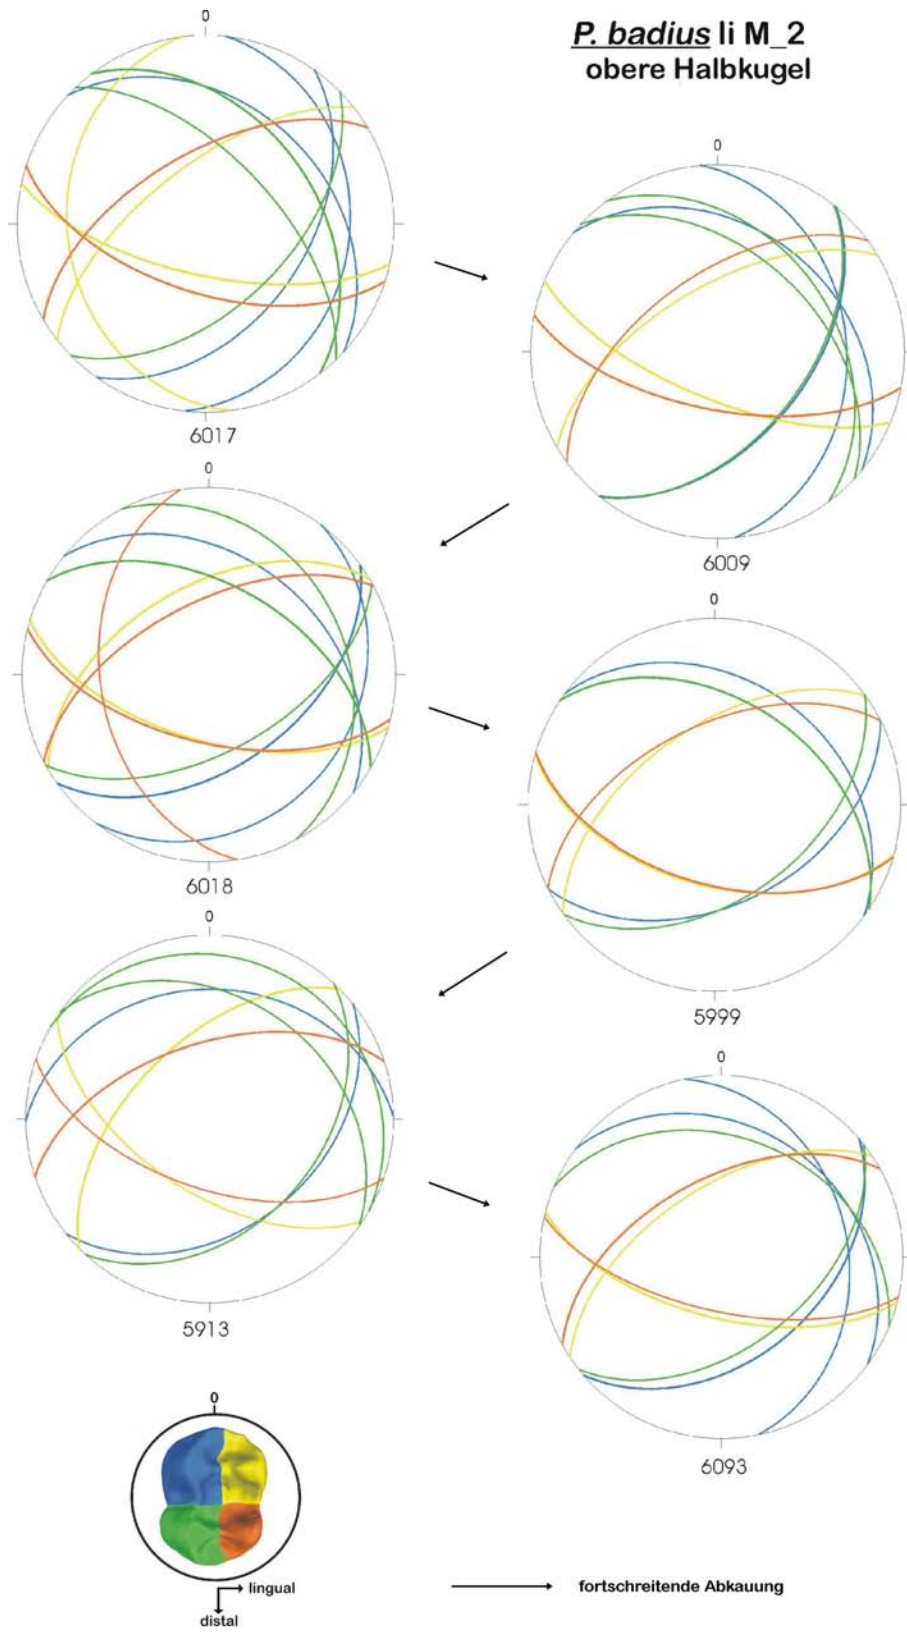 P. badius li M_2
obere Halbkugel
0
6017
0
6009
0
6018
0
5999
0
5913
0
6093
0
lingual
distal
fortschreitende Abkauung